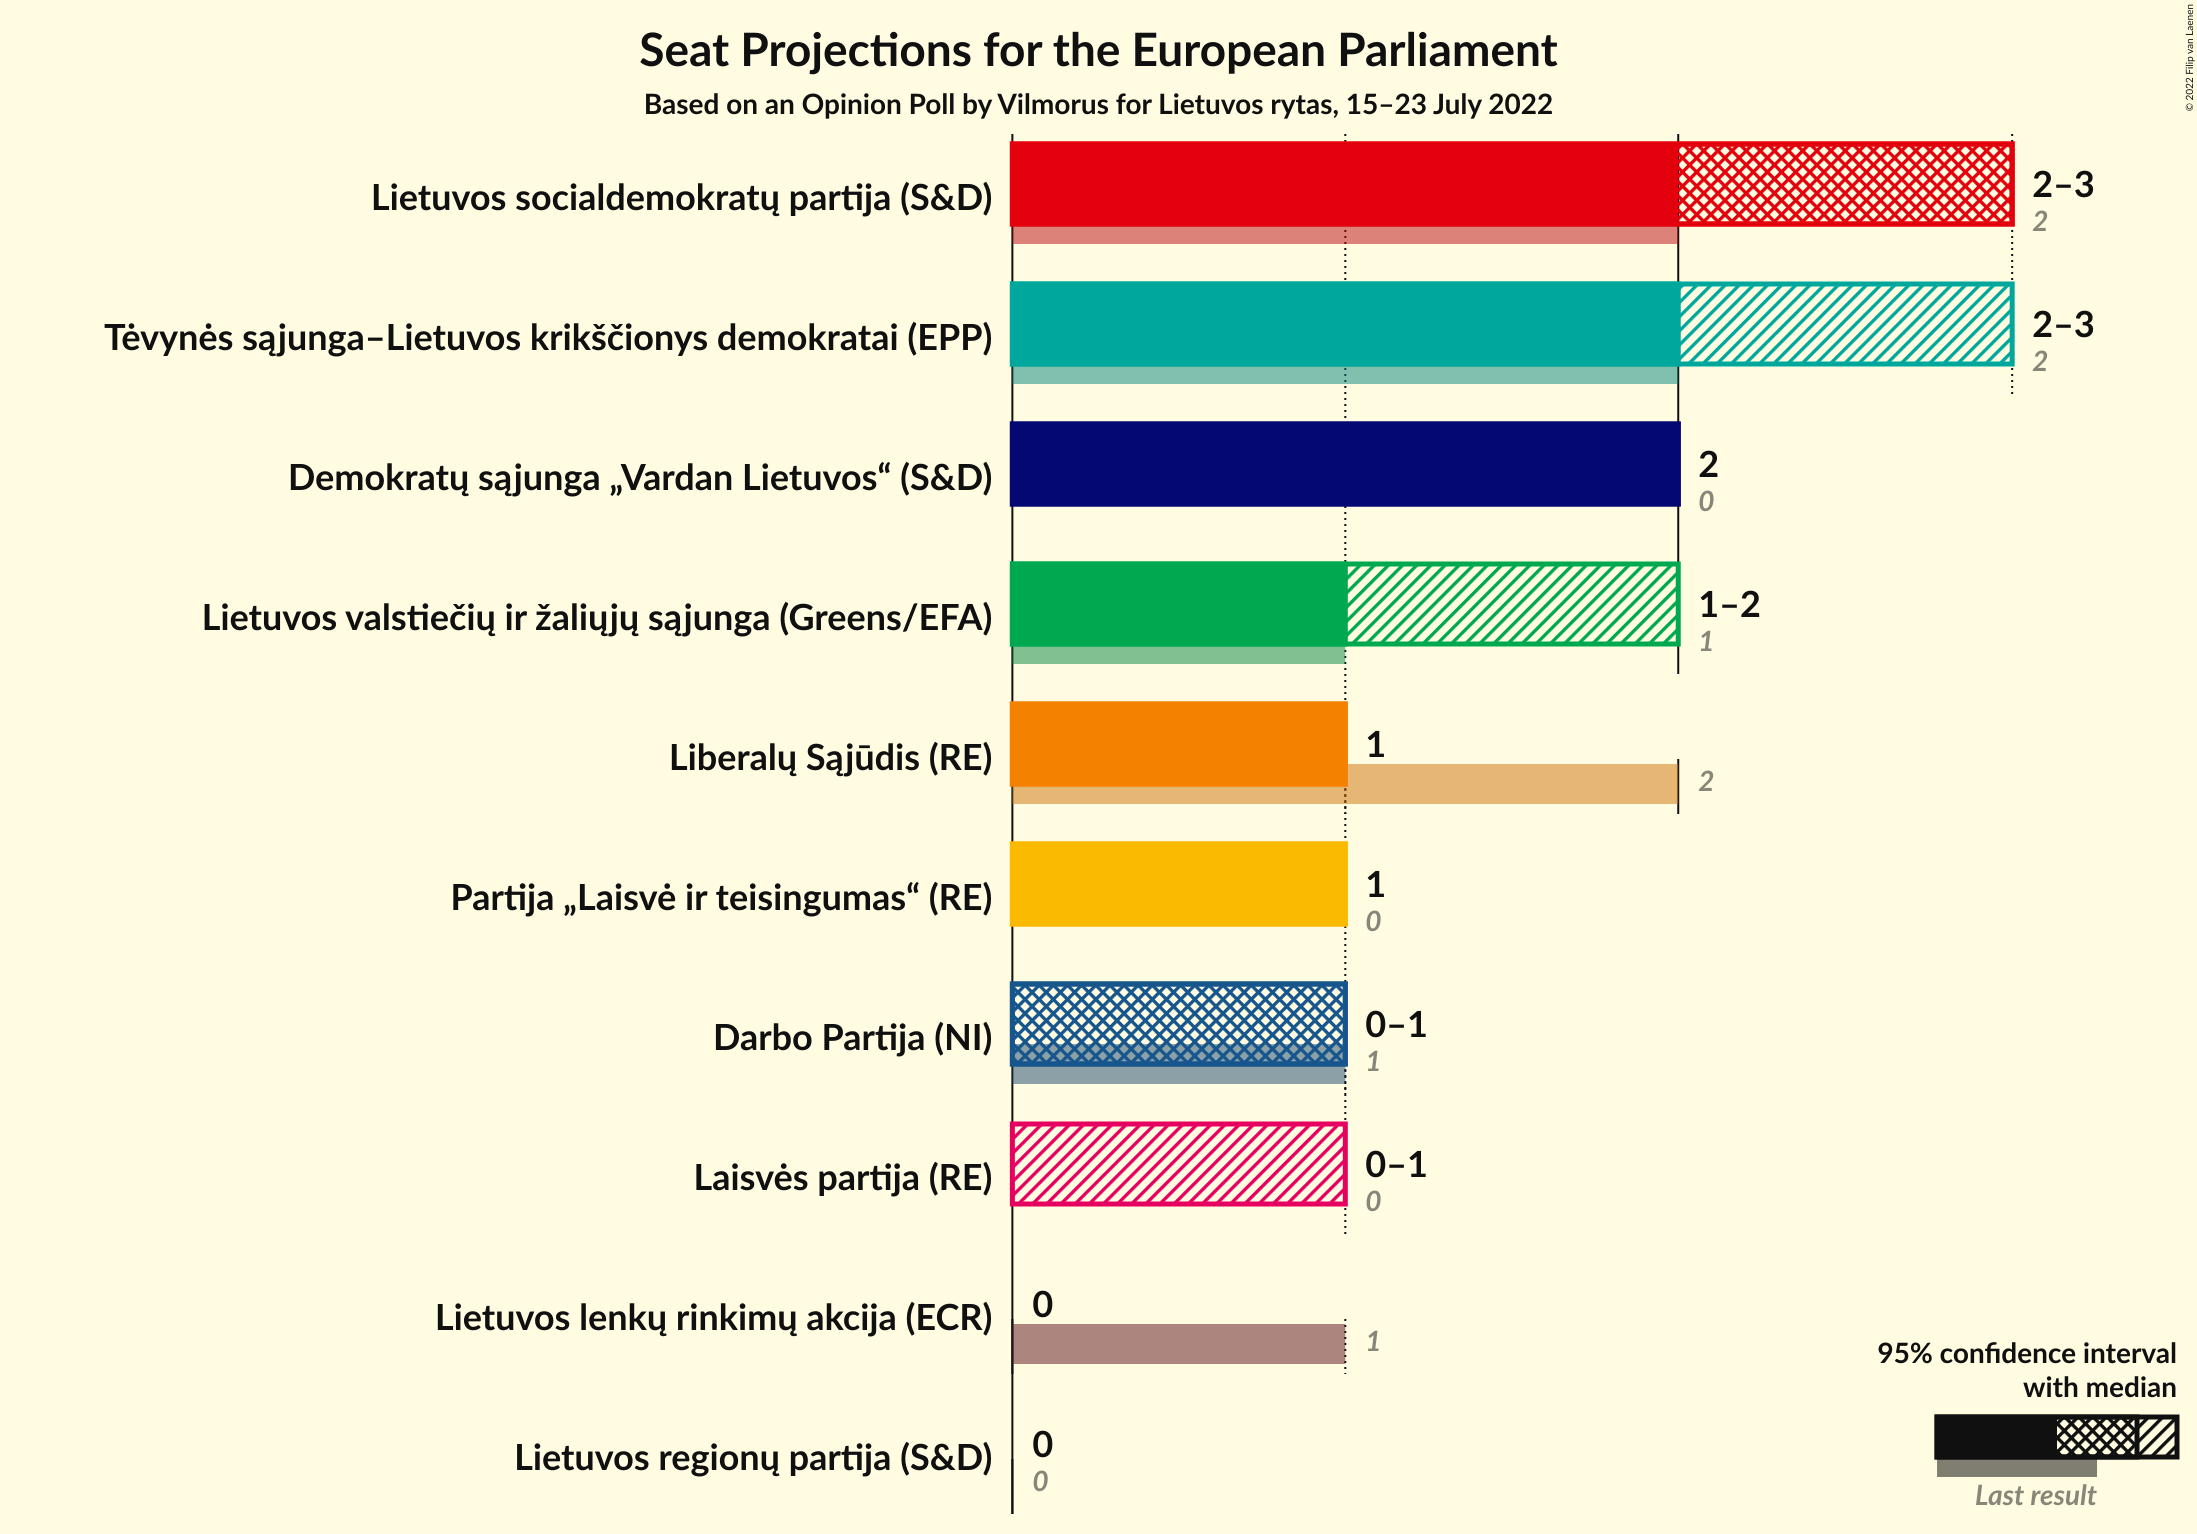 Seat Projections for the European Parliament
Based on an Opinion Poll by Vilmorus for Lietuvos rytas, 15–23 July 2022
© 2022 Filip van Laenen
Lietuvos socialdemokratų partija (S&D)
2–3
2
Tėvynės sąjunga–Lietuvos krikščionys demokratai (EPP)
2–3
2
Demokratų sąjunga „Vardan Lietuvos“ (S&D)
2
0
Lietuvos valstiečių ir žaliųjų sąjunga (Greens/EFA)
1–2
1
Liberalų Sąjūdis (RE)
1
2
Partija „Laisvė ir teisingumas“ (RE)
1
0
Darbo Partija (NI)
0–1
1
Laisvės partija (RE)
0–1
0
Lietuvos lenkų rinkimų akcija (ECR)
0
1
Lietuvos regionų partija (S&D)
0
0
95% confidence interval
with median
Last result